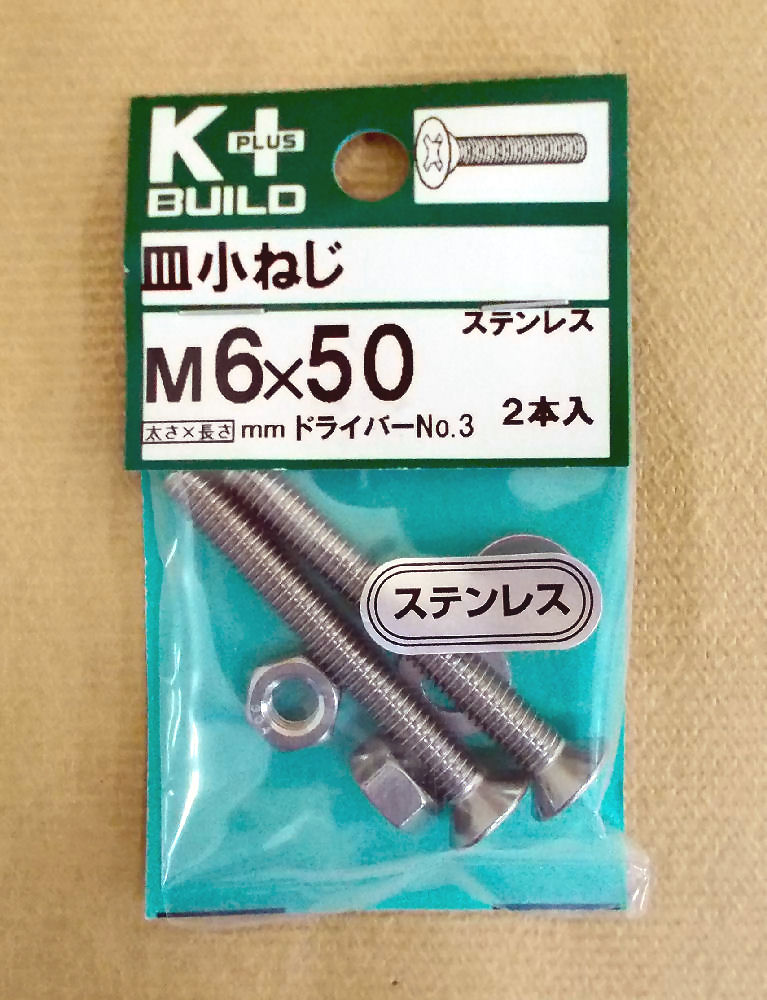 K PLUS
BUILD
皿小ねじ
ステンレス
M6×50
2本入
太さ×長さ mm ドライバーNo.3
ステンレス